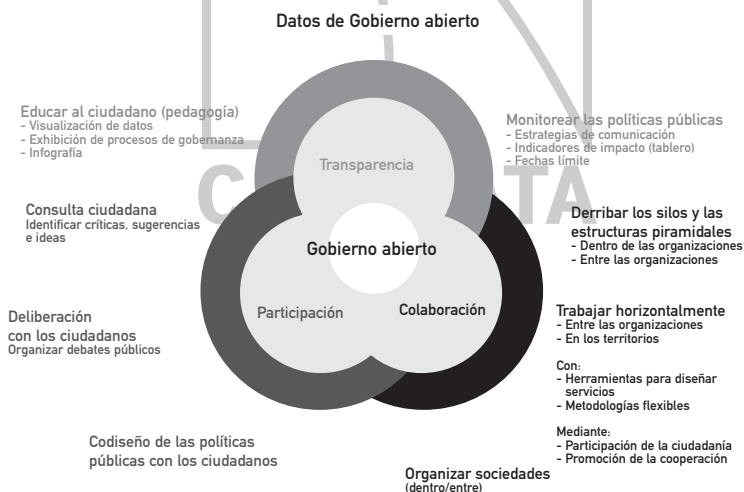 Datos de Gobierno abierto
Educar al ciudadano (pedagogía)
- Visualización de datos
- Exhibición de procesos de gobernanza
- Infografía
Monitorear las políticas públicas
- Estrategias de comunicación
- Indicadores de impacto (tablero)
- Fechas límite
Transparencia
Consulta ciudadana
Identificar críticas, sugerencias
e ideas
Derribar los silos y las
estructuras piramidales
- Dentro de las organizaciones
- Entre las organizaciones
Gobierno abierto
Participación
Colaboración
Deliberación
con los ciudadanos
Organizar debates públicos
Trabajar horizontalmente
- Entre las organizaciones
- En los territorios
Con:
- Herramientas para diseñar
servicios
- Metodologías flexibles
Mediante:
- Participación de la ciudadanía
- Promoción de la cooperación
Codiseño de las políticas
públicas con los ciudadanos
Organizar sociedades
(dentro/entre)